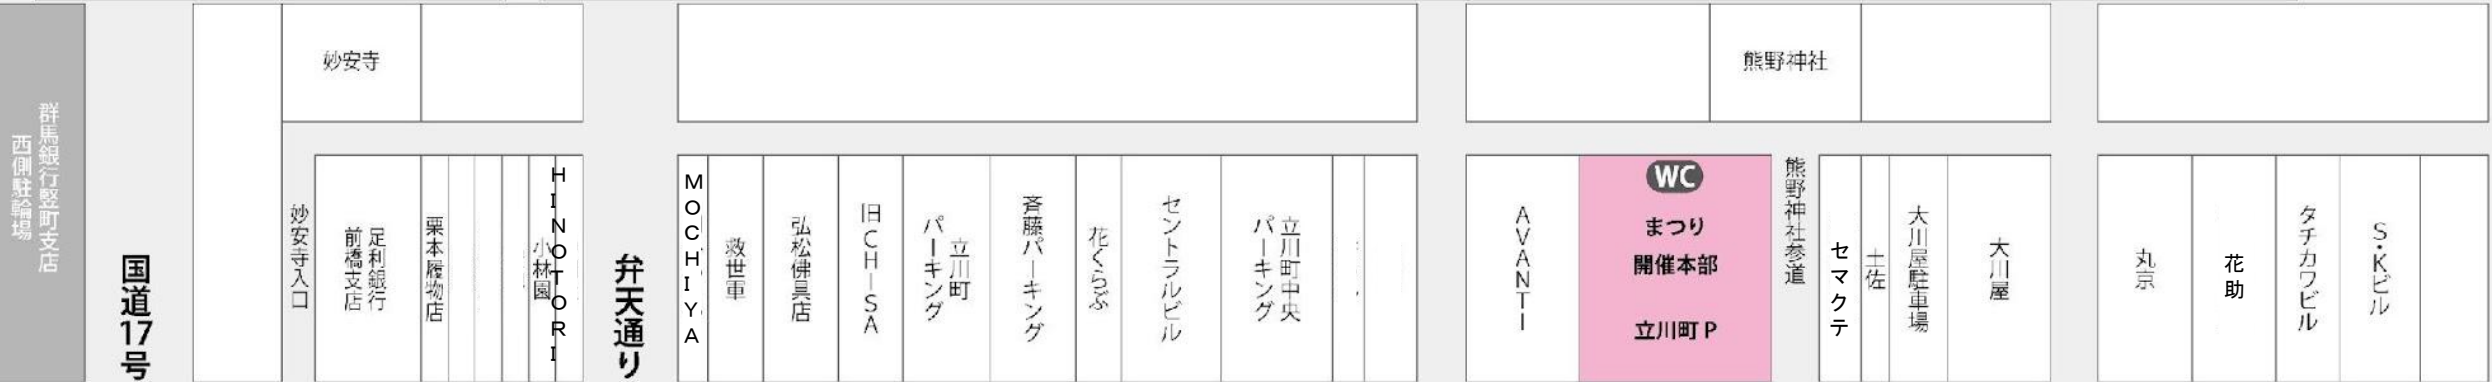 群馬銀行竪町支店
西側駐輪場
国道17号
妙安寺
妙安寺入口
足利銀行
前橋支店
栗本履物店
小林園
HINOTORI
弁天通り
MOCHIYA
救世軍
弘松佛具店
旧CHISA
立川町
パーキング
斉藤パーキング
花くらぶ
セントラルビル
立川町中央
パーキング
AVANTI
WC
まつり
開催本部
立川町 P
熊野神社
熊野神社参道
セマクテ
土佐
大川屋駐車場
大川屋
丸京
花助
タチカワビル
S・Kビル